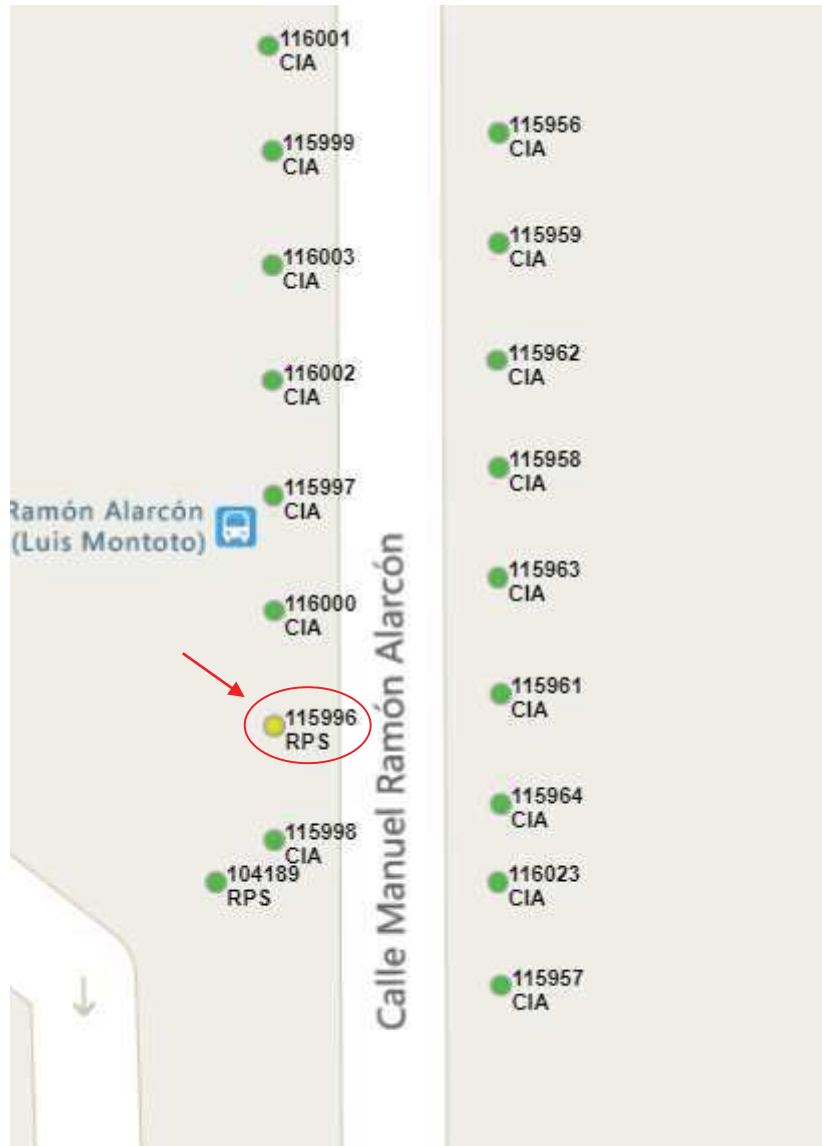 116001
CIA
115999
CIA
116003
CIA
116002
CIA
115997
CIA
Ramón Alarcón
(Luis Montoto)
116000
CIA
115996
RPS
115998
CIA
104189
RPS
Calle Manuel Ramón Alarcón
115956
CIA
115959
CIA
115962
CIA
115958
CIA
115963
CIA
115961
CIA
115964
CIA
116023
CIA
115957
CIA